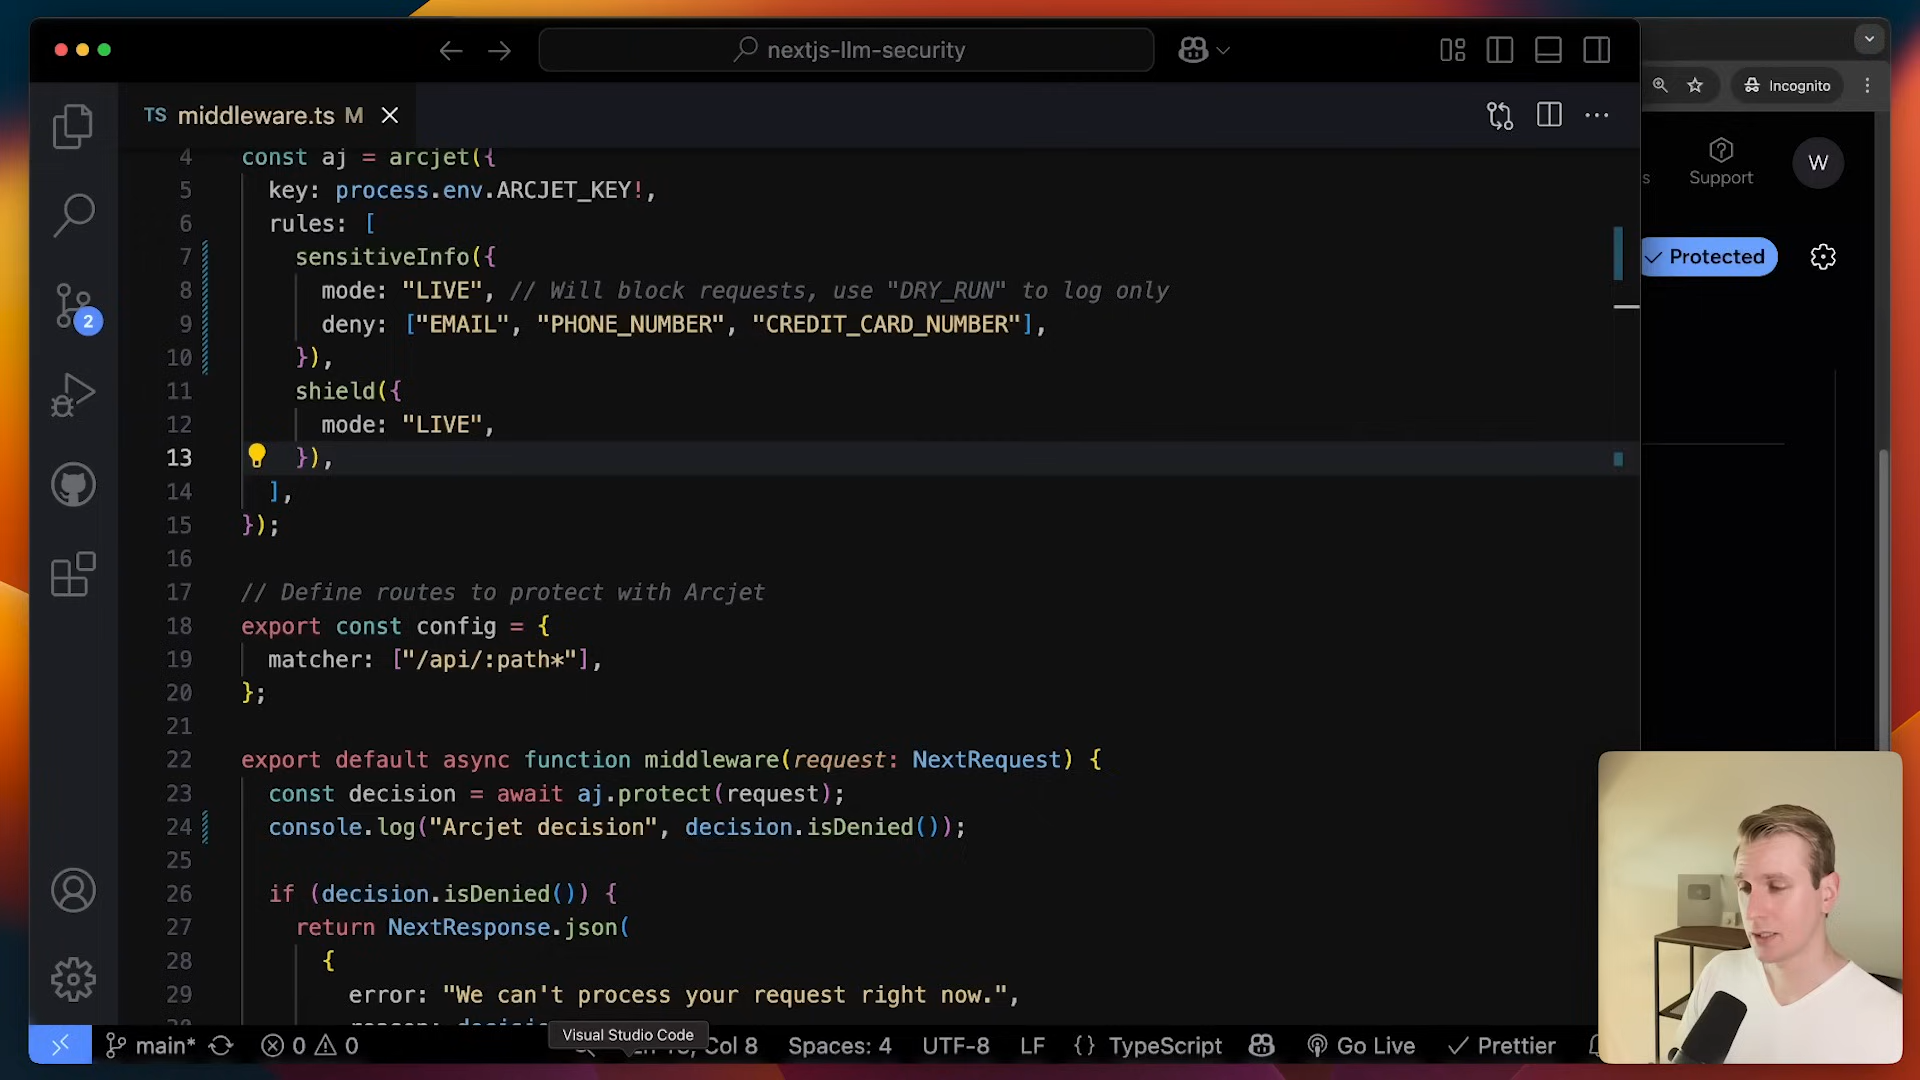 nextjs-llm-security
Incognito
TS middleware.ts M
Support
W
Protected
4 const aj = arcjet({
5 key: process.env.ARCJET_KEY!,
6 rules: [
7 sensitiveInfo({
8 mode: "LIVE", // Will block requests, use "DRY_RUN" to log only
9 deny: ["EMAIL", "PHONE_NUMBER", "CREDIT_CARD_NUMBER"],
10 }),
11 shield({
12 mode: "LIVE",
13 }),
14 ],
15 });
16
17 // Define routes to protect with Arcjet
18 export const config = {
19 matcher: ["/api/:path*"],
20 };
21
22 export default async function middleware(request: NextRequest) {
23 const decision = await aj.protect(request);
24 console.log("Arcjet decision", decision.isDenied());
25
26 if (decision.isDenied()) {
27 return NextResponse.json(
28 {
29 error: "We can't process your request right now.",
2
Visual Studio Code
main* 0 0 Col 8 Spaces: 4 UTF-8 LF {} TypeScript Go Live Prettier